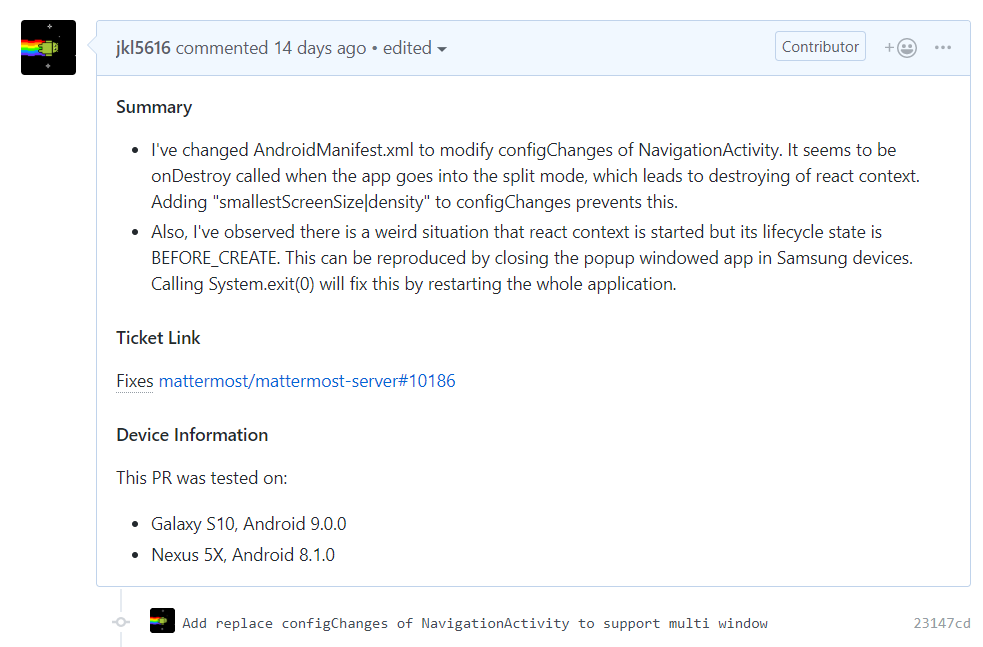 jkl5616 commented 14 days ago • edited
Contributor
Summary
• I've changed AndroidManifest.xml to modify configChanges of NavigationActivity. It seems to be
onDestroy called when the app goes into the split mode, which leads to destroying of react context.
Adding "smallestScreenSize|density" to configChanges prevents this.
• Also, I've observed there is a weird situation that react context is started but its lifecycle state is
BEFORE_CREATE. This can be reproduced by closing the popup windowed app in Samsung devices.
Calling System.exit(0) will fix this by restarting the whole application.
Ticket Link
Fixes mattermost/mattermost-server#10186
Device Information
This PR was tested on:
• Galaxy S10, Android 9.0.0
• Nexus 5X, Android 8.1.0
Add replace configChanges of NavigationActivity to support multi window 23147cd